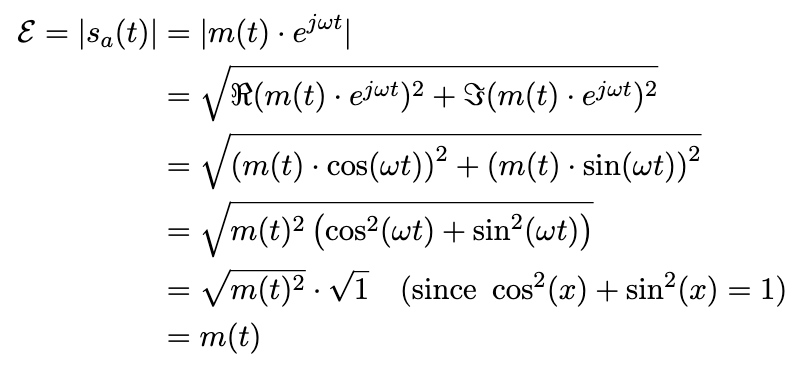 ℰ = |sₐ(t)| = |m(t) · e^{jωt}|
= √(ℜ(m(t) · e^{jωt})² + ℑ(m(t) · e^{jωt})²)
= √((m(t) · cos(ωt))² + (m(t) · sin(ωt))²)
= √(m(t)² (cos²(ωt) + sin²(ωt)))
= √(m(t)²) · √1 (since cos²(x) + sin²(x) = 1)
= m(t)